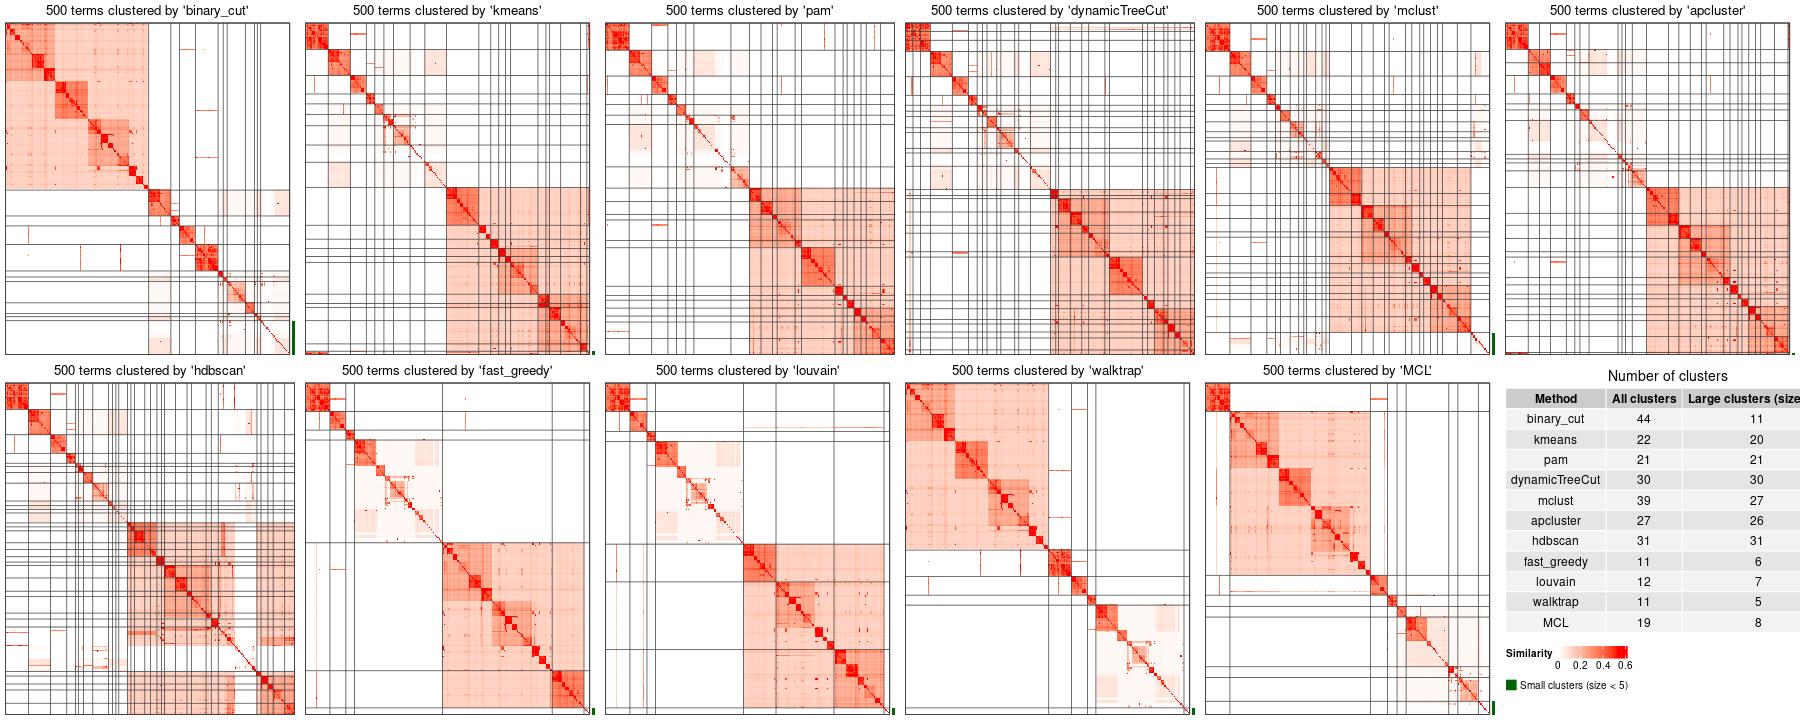 500 terms clustered by 'binary_cut'
500 terms clustered by 'kmeans'
500 terms clustered by 'pam'
500 terms clustered by 'dynamicTreeCut'
500 terms clustered by 'mclust'
500 terms clustered by 'apcluster'
500 terms clustered by 'hdbscan'
500 terms clustered by 'fast_greedy'
500 terms clustered by 'louvain'
500 terms clustered by 'walktrap'
500 terms clustered by 'MCL'
Number of clusters
Method All clusters Large clusters (size
binary_cut 44 11
kmeans 22 20
pam 21 21
dynamicTreeCut 30 30
mclust 39 27
apcluster 27 26
hdbscan 31 31
fast_greedy 11 6
louvain 12 7
walktrap 11 5
MCL 19 8
Similarity
0 0.2 0.4 0.6
Small clusters (size < 5)